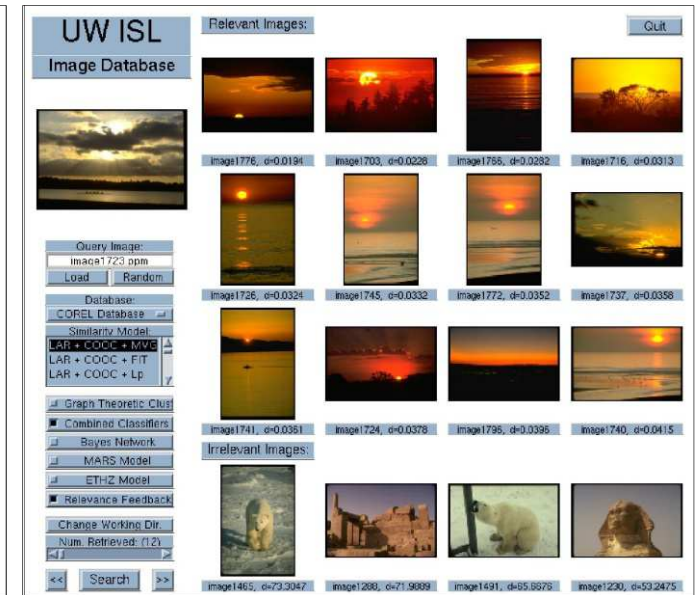 UW ISL
Image Database
Query Image:
image1723.ppm
Load
Random
Database:
COREL Database
Similarity Model:
LAR + COOC + MVG
LAR + COOC + FIT
LAR + COOC + Lp
Graph Theoretic Clust
Combined Classifiers
Bayes Network
MARS Model
ETHZ Model
Relevance Feedback
Change Working Dir.
Num. Retrieved: (12)
<< Search >>
Relevant Images:
Quit
image1776, d=0.0194
image1703, d=0.0228
image1766, d=0.0282
image1716, d=0.0313
image1726, d=0.0324
image1745, d=0.0332
image1772, d=0.0352
image1737, d=0.0358
image1741, d=0.0361
image1724, d=0.0378
image1796, d=0.0396
image1740, d=0.0415
Irrelevant Images:
image1465, d=73.3047
image1288, d=71.9889
image1491, d=65.6676
image1230, d=53.2475